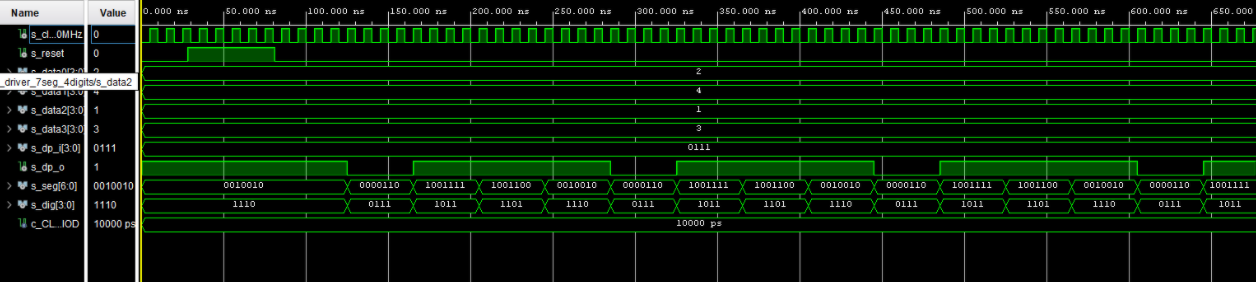 Name Value 0.000 ns 50.000 ns 100.000 ns 150.000 ns 200.000 ns 250.000 ns 300.000 ns 350.000 ns 400.000 ns 450.000 ns 500.000 ns 550.000 ns 600.000 ns 650.000
s_cl...0MHz 0
s_reset 0
s_data0[3:0] 2 2
_driver_7seg_4digits/s_data2
s_data1[3:0] 4 4
s_data2[3:0] 1 1
s_data3[3:0] 3 3
s_dp_i[3:0] 0111 0111
s_dp_o 1
s_seg[6:0] 0010010 0010010 0000110 1001111 1001100 0010010 0000110 1001111 1001100 0010010 0000110 1001111 1001100 0010010 0000110 1001111
s_dig[3:0] 1110 1110 0111 1011 1101 1110 0111 1011 1101 1110 0111 1011 1101 1110 0111 1011
c_CL...IOD 10000 ps 10000 ps